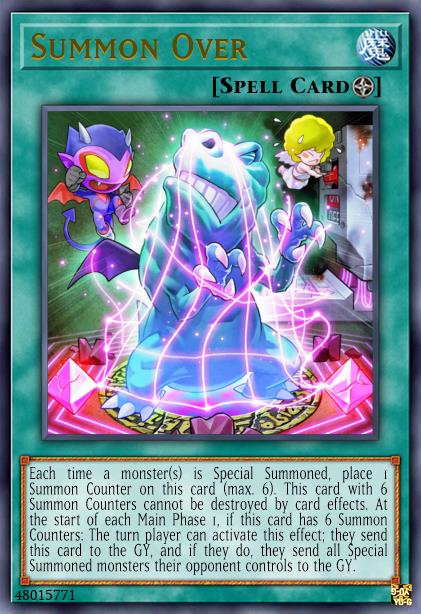 SUMMON OVER
魔
[SPELL CARD]
Each time a monster(s) is Special Summoned, place 1
Summon Counter on this card (max. 6). This card with 6
Summon Counters cannot be destroyed by card effects. At
the start of each Main Phase 1, if this card has 6 Summon
Counters: The turn player can activate this effect; they send
this card to the GY, and if they do, they send all Special
Summoned monsters their opponent controls to the GY.
48015771